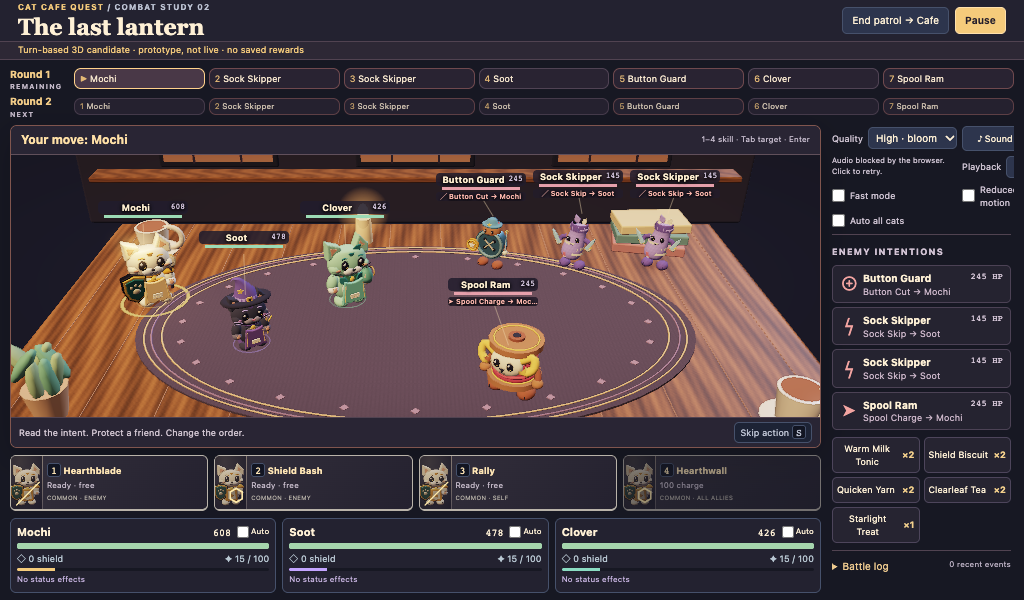 CAT CAFE QUEST / COMBAT STUDY 02
The last lantern
End patrol → Cafe
Pause
Turn-based 3D candidate · prototype, not live · no saved rewards
Round 1
REMAINING
▶ Mochi
2 Sock Skipper
3 Sock Skipper
4 Soot
5 Button Guard
6 Clover
7 Spool Ram
Round 2
NEXT
1 Mochi
2 Sock Skipper
3 Sock Skipper
4 Soot
5 Button Guard
6 Clover
7 Spool Ram
Your move: Mochi
1–4 skill · Tab target · Enter
Mochi 608
Soot 478
Clover 426
Button Guard 245
Button Cut → Mochi
Sock Skipper 145
Sock Skip → Soot
Sock Skipper 145
Sock Skip → Soot
Spool Ram 245
Spool Charge → Moc...
Read the intent. Protect a friend. Change the order.
Skip action S
1 Hearthblade
Ready · free
COMMON · ENEMY
2 Shield Bash
Ready · free
COMMON · ENEMY
3 Rally
Ready · free
COMMON · SELF
4 Hearthwall
100 charge
COMMON · ALL ALLIES
Mochi 608 Auto
◇ 0 shield ✦ 15 / 100
No status effects
Soot 478 Auto
◇ 0 shield ✦ 15 / 100
No status effects
Clover 426 Auto
◇ 0 shield ✦ 15 / 100
No status effects
Quality High · bloom ♪ Sound
Audio blocked by the browser.
Click to retry.
Playback
Fast mode
Reduce
motion
Auto all cats
ENEMY INTENTIONS
Button Guard 245 HP
Button Cut → Mochi
Sock Skipper 145 HP
Sock Skip → Soot
Sock Skipper 145 HP
Sock Skip → Soot
Spool Ram 245 HP
Spool Charge → Mochi
Warm Milk
Tonic ×2
Shield Biscuit ×2
Quicken Yarn ×2
Clearleaf Tea ×2
Starlight
Treat ×1
▶ Battle log
0 recent events